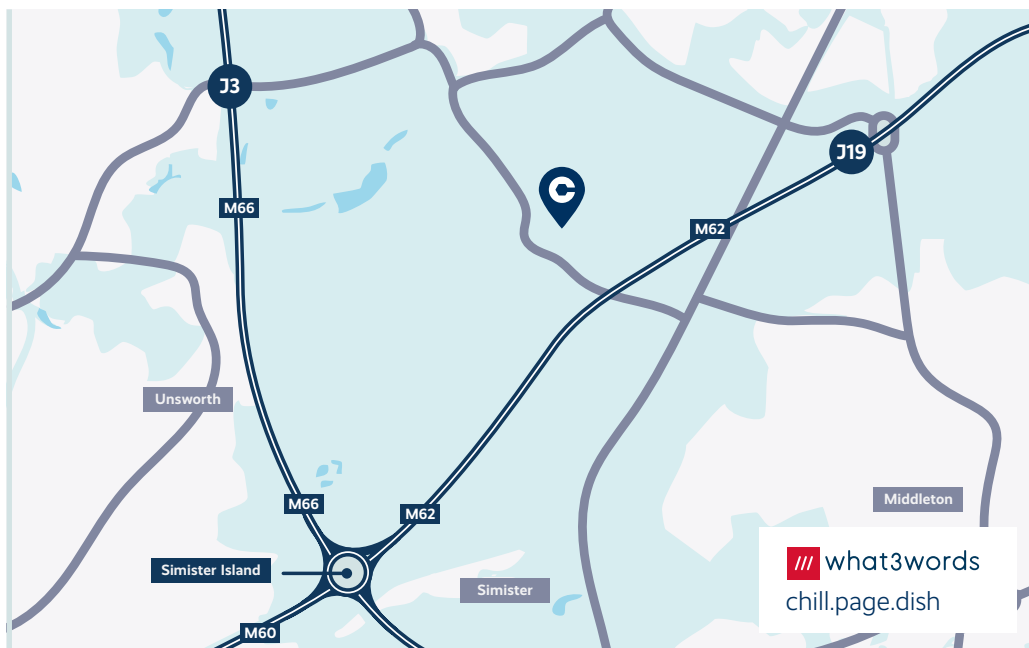 J3
J19
M66
M62
Unsworth
Middleton
M66
M62
Simister Island
Simister
/// what3words
chill.page.dish
M60